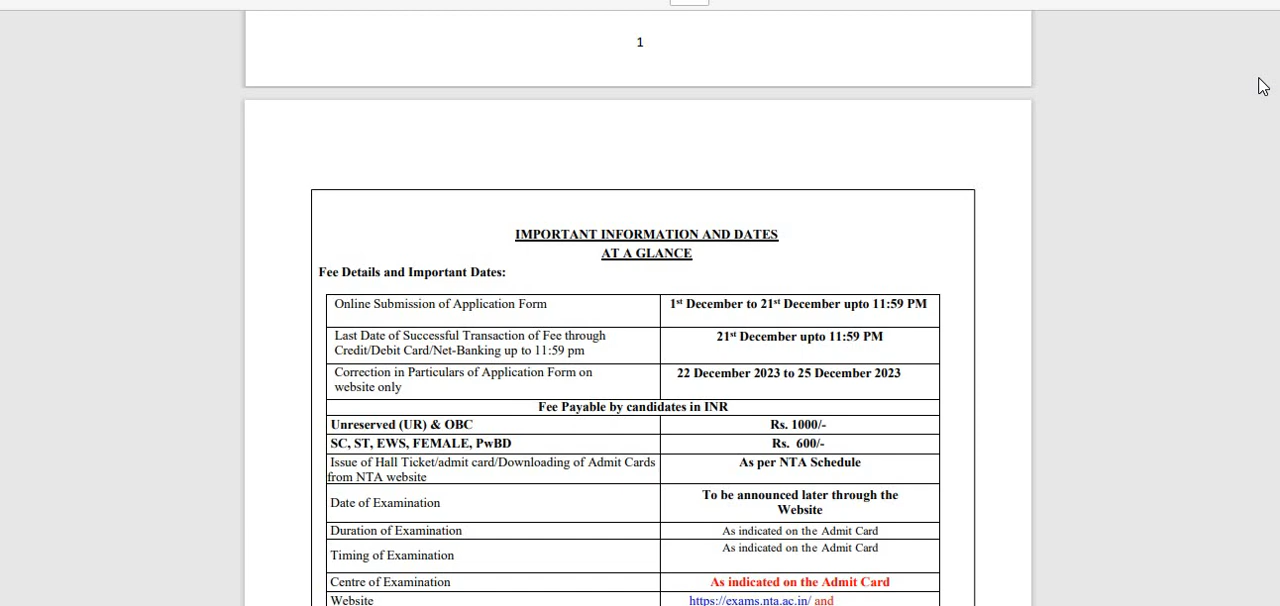 1
IMPORTANT INFORMATION AND DATES
AT A GLANCE
Fee Details and Important Dates:
Online Submission of Application Form
1st December to 21st December upto 11:59 PM
Last Date of Successful Transaction of Fee through
Credit/Debit Card/Net-Banking up to 11:59 pm
21st December upto 11:59 PM
Correction in Particulars of Application Form on
website only
22 December 2023 to 25 December 2023
Fee Payable by candidates in INR
Unreserved (UR) & OBC
Rs. 1000/-
SC, ST, EWS, FEMALE, PwBD
Rs. 600/-
Issue of Hall Ticket/admit card/Downloading of Admit Cards
from NTA website
As per NTA Schedule
Date of Examination
To be announced later through the
Website
Duration of Examination
As indicated on the Admit Card
Timing of Examination
As indicated on the Admit Card
Centre of Examination
As indicated on the Admit Card
Website
https://exams.nta.ac.in/ and